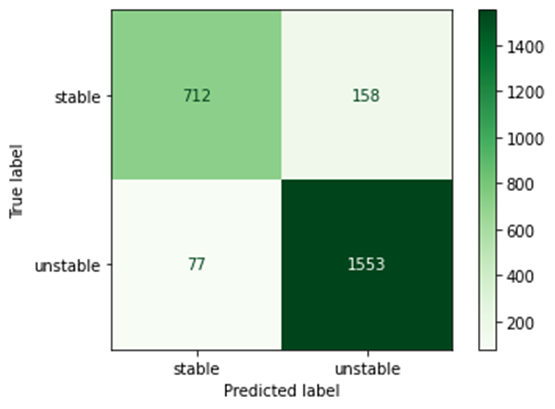 True label
stable
712 158
unstable
77 1553
stable unstable
Predicted label
1400
1200
1000
800
600
400
200